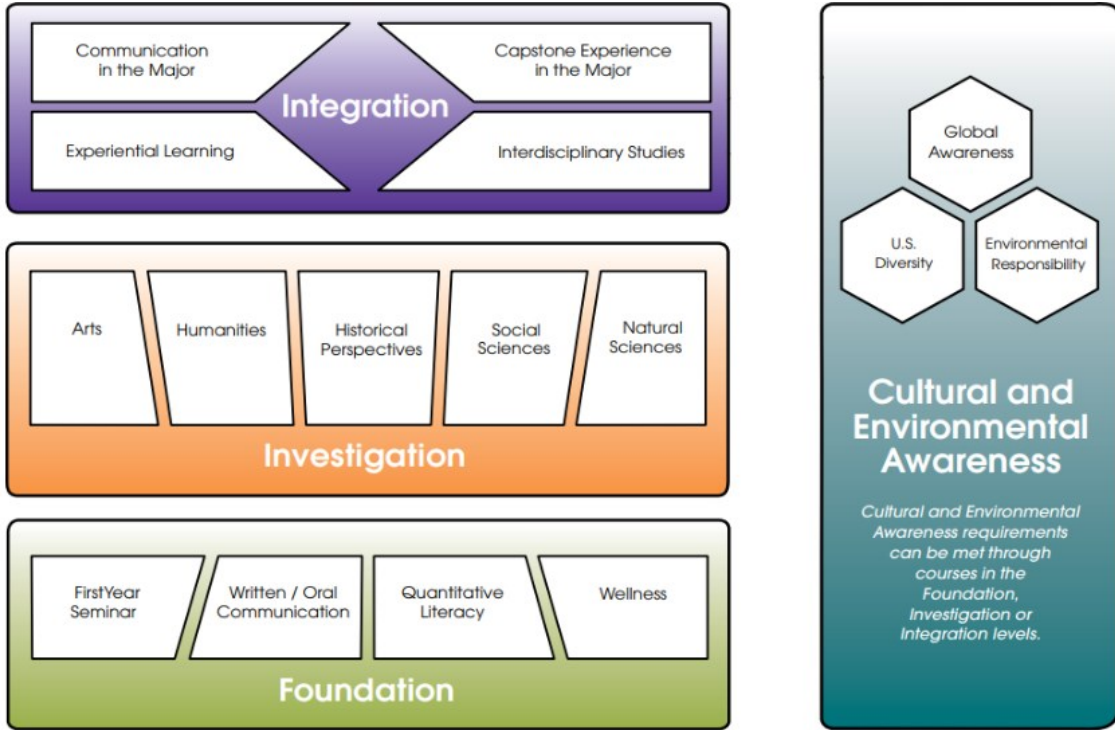 Communication
in the Major
Capstone Experience
in the Major
Integration
Experiential Learning
Interdisciplinary Studies
Arts
Humanities
Historical
Perspectives
Social
Sciences
Natural
Sciences
Investigation
FirstYear
Seminar
Written / Oral
Communication
Quantitative
Literacy
Wellness
Foundation
Global
Awareness
U.S.
Diversity
Environmental
Responsibility
Cultural and
Environmental
Awareness
Cultural and Environmental
Awareness requirements
can be met through
courses in the
Foundation,
Investigation or
Integration levels.